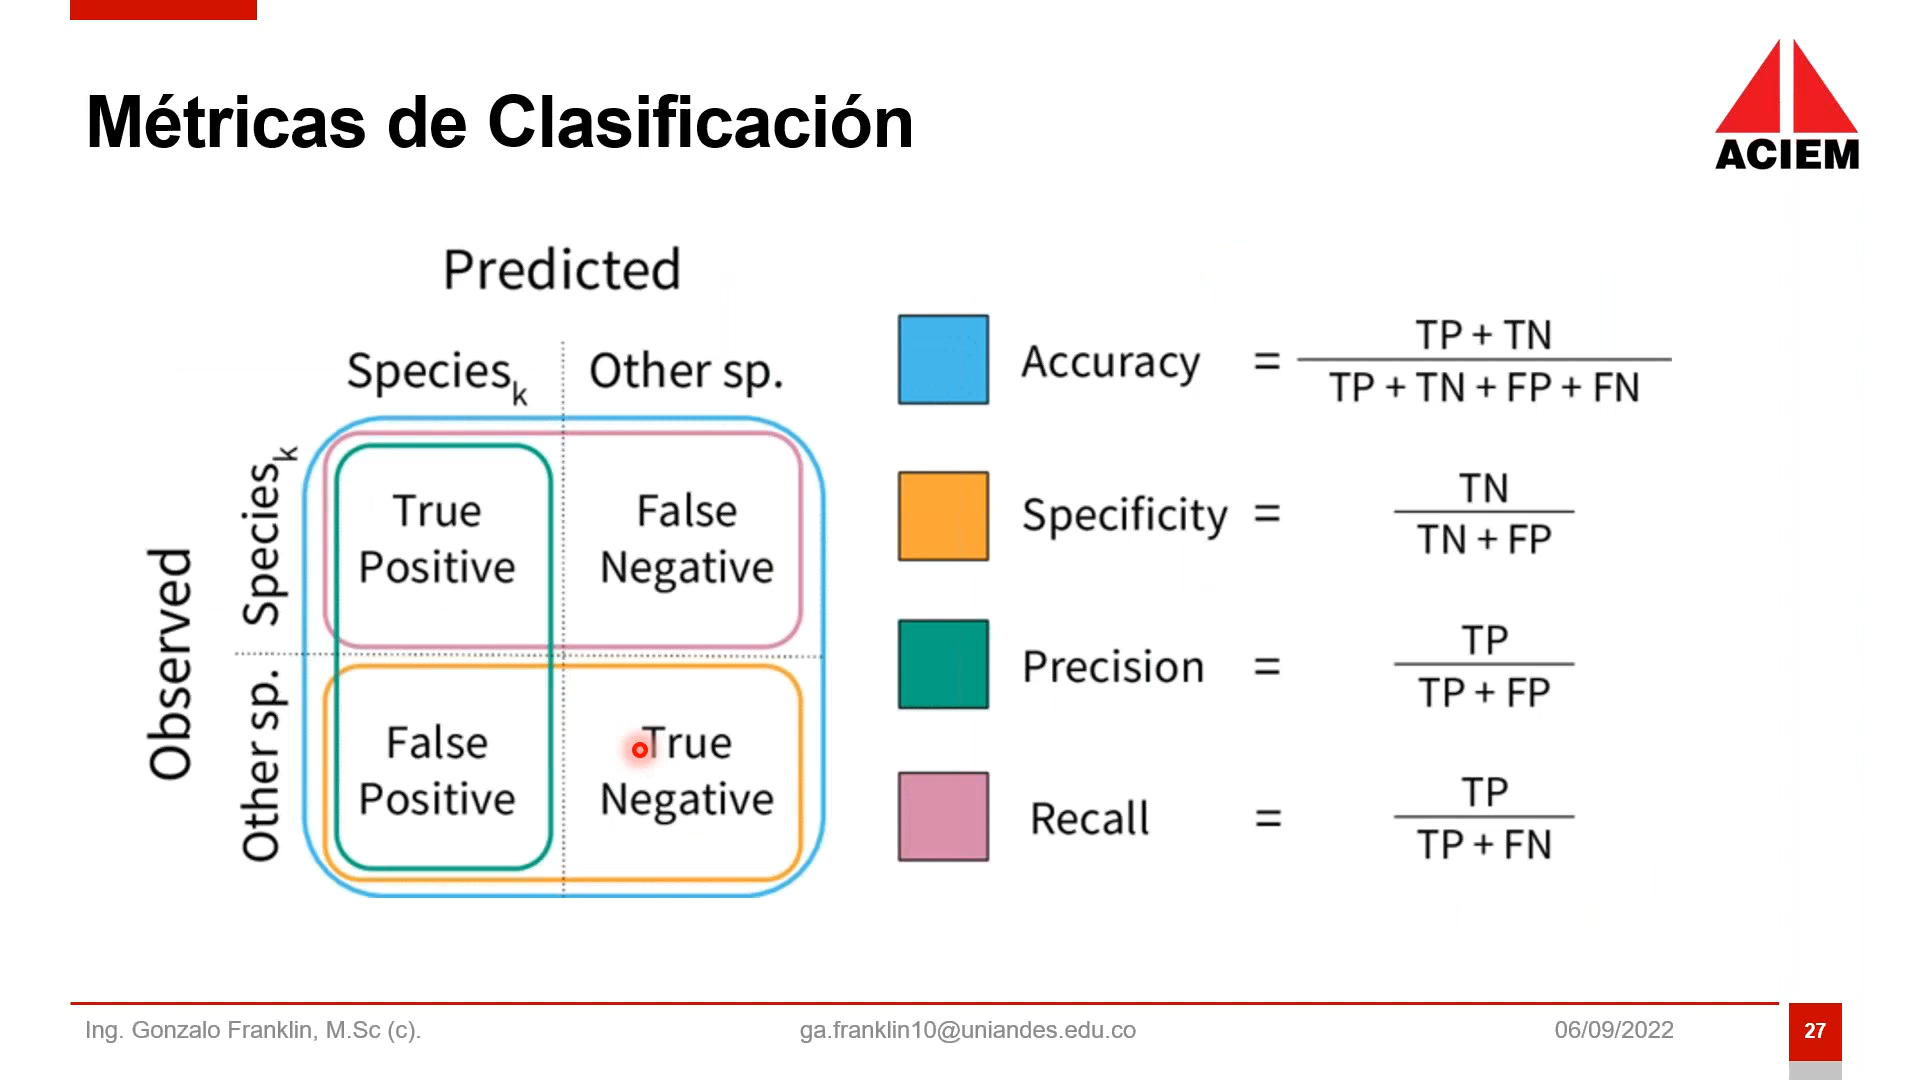 Métricas de Clasificación
ACIEM
Predicted
Species
k
Other sp.
Observed
Species
k
Other sp.
True
Positive
False
Negative
False
Positive
True
Negative
Accuracy = TP + TN
TP + TN + FP + FN
Specificity = TN
TN + FP
Precision = TP
TP + FP
Recall = TP
TP + FN
Ing. Gonzalo Franklin, M.Sc (c).
ga.franklin10@uniandes.edu.co
06/09/2022
27